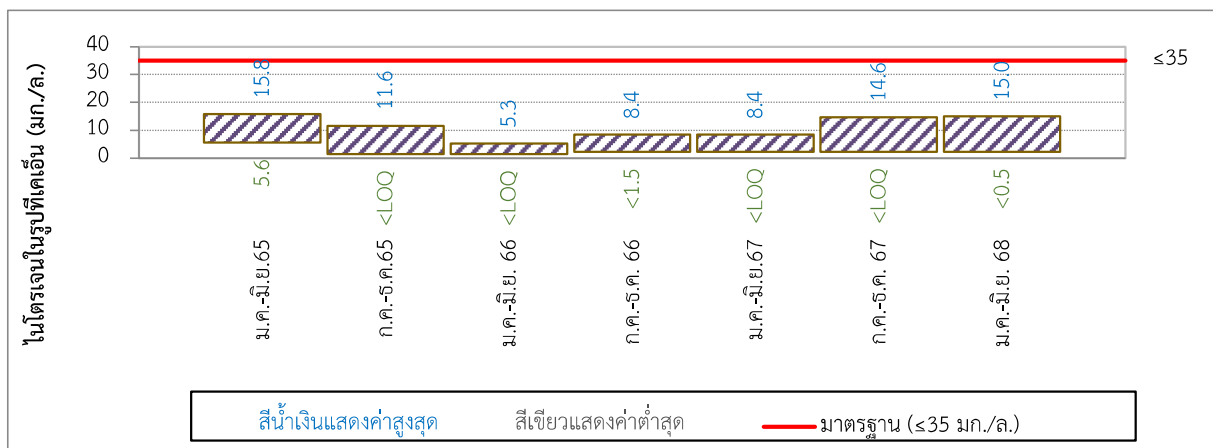 ไนโตรเจนในรูปทีเคเอ็น (มก./ล.)
40
30
20
10
0
≤35
15.8
11.6
5.3
8.4
8.4
14.6
15.0
5.6
<LOQ
<LOQ
<1.5
<LOQ
<LOQ
<0.5
ม.ค.-มิ.ย.65
ก.ค.-ธ.ค.65
ม.ค.-มิ.ย. 66
ก.ค.-ธ.ค. 66
ม.ค.-มิ.ย.67
ก.ค.-ธ.ค. 67
ม.ค.-มิ.ย. 68
สีน้ำเงินแสดงค่าสูงสุด
สีเขียวแสดงค่าต่ำสุด
มาตรฐาน (≤35 มก./ล.)